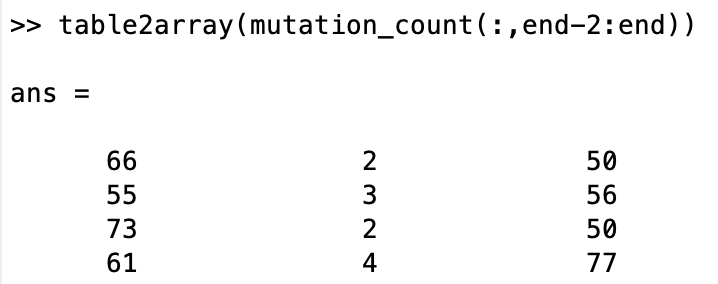 >> table2array(mutation_count(:,end-2:end))
ans =
66 2 50
55 3 56
73 2 50
61 4 77